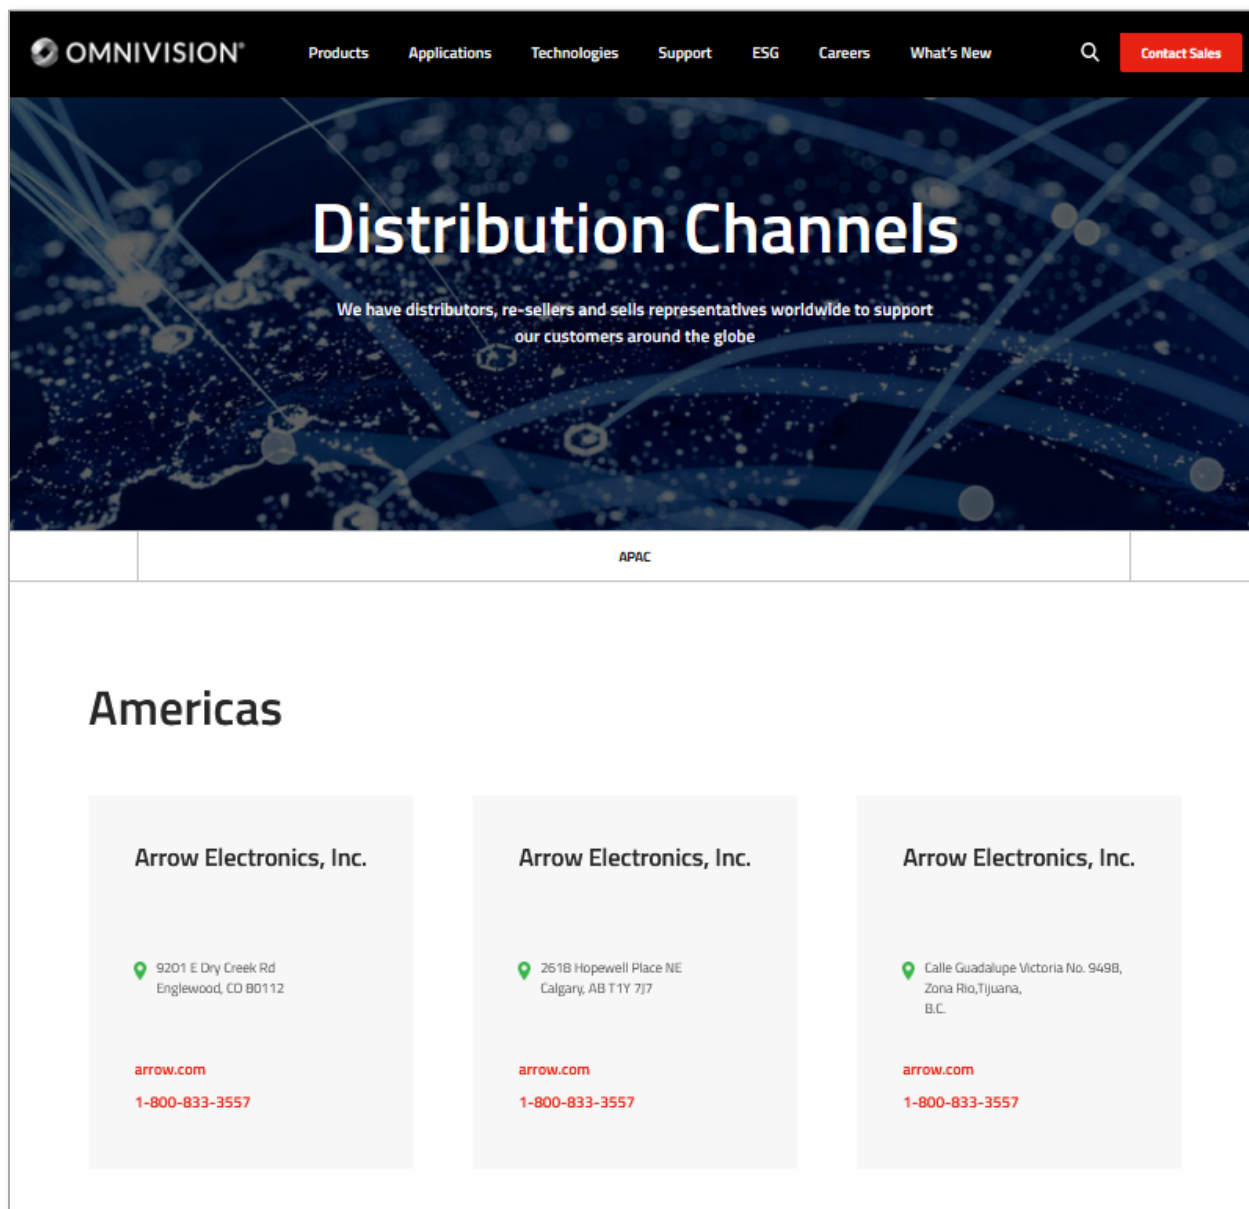 OMNIVISION®
Products Applications Technologies Support ESG Careers What's New Contact Sales
Distribution Channels
We have distributors, re-sellers and sells representatives worldwide to support
our customers around the globe
APAC
Americas
Arrow Electronics, Inc.
9201 E Dry Creek Rd
Englewood, CO 80112
arrow.com
1-800-833-3557
Arrow Electronics, Inc.
2618 Hopewell Place NE
Calgary, AB T1Y 7J7
arrow.com
1-800-833-3557
Arrow Electronics, Inc.
Calle Guadalupe Victoria No. 9498,
Zona Rio,Tijuana,
B.C.
arrow.com
1-800-833-3557